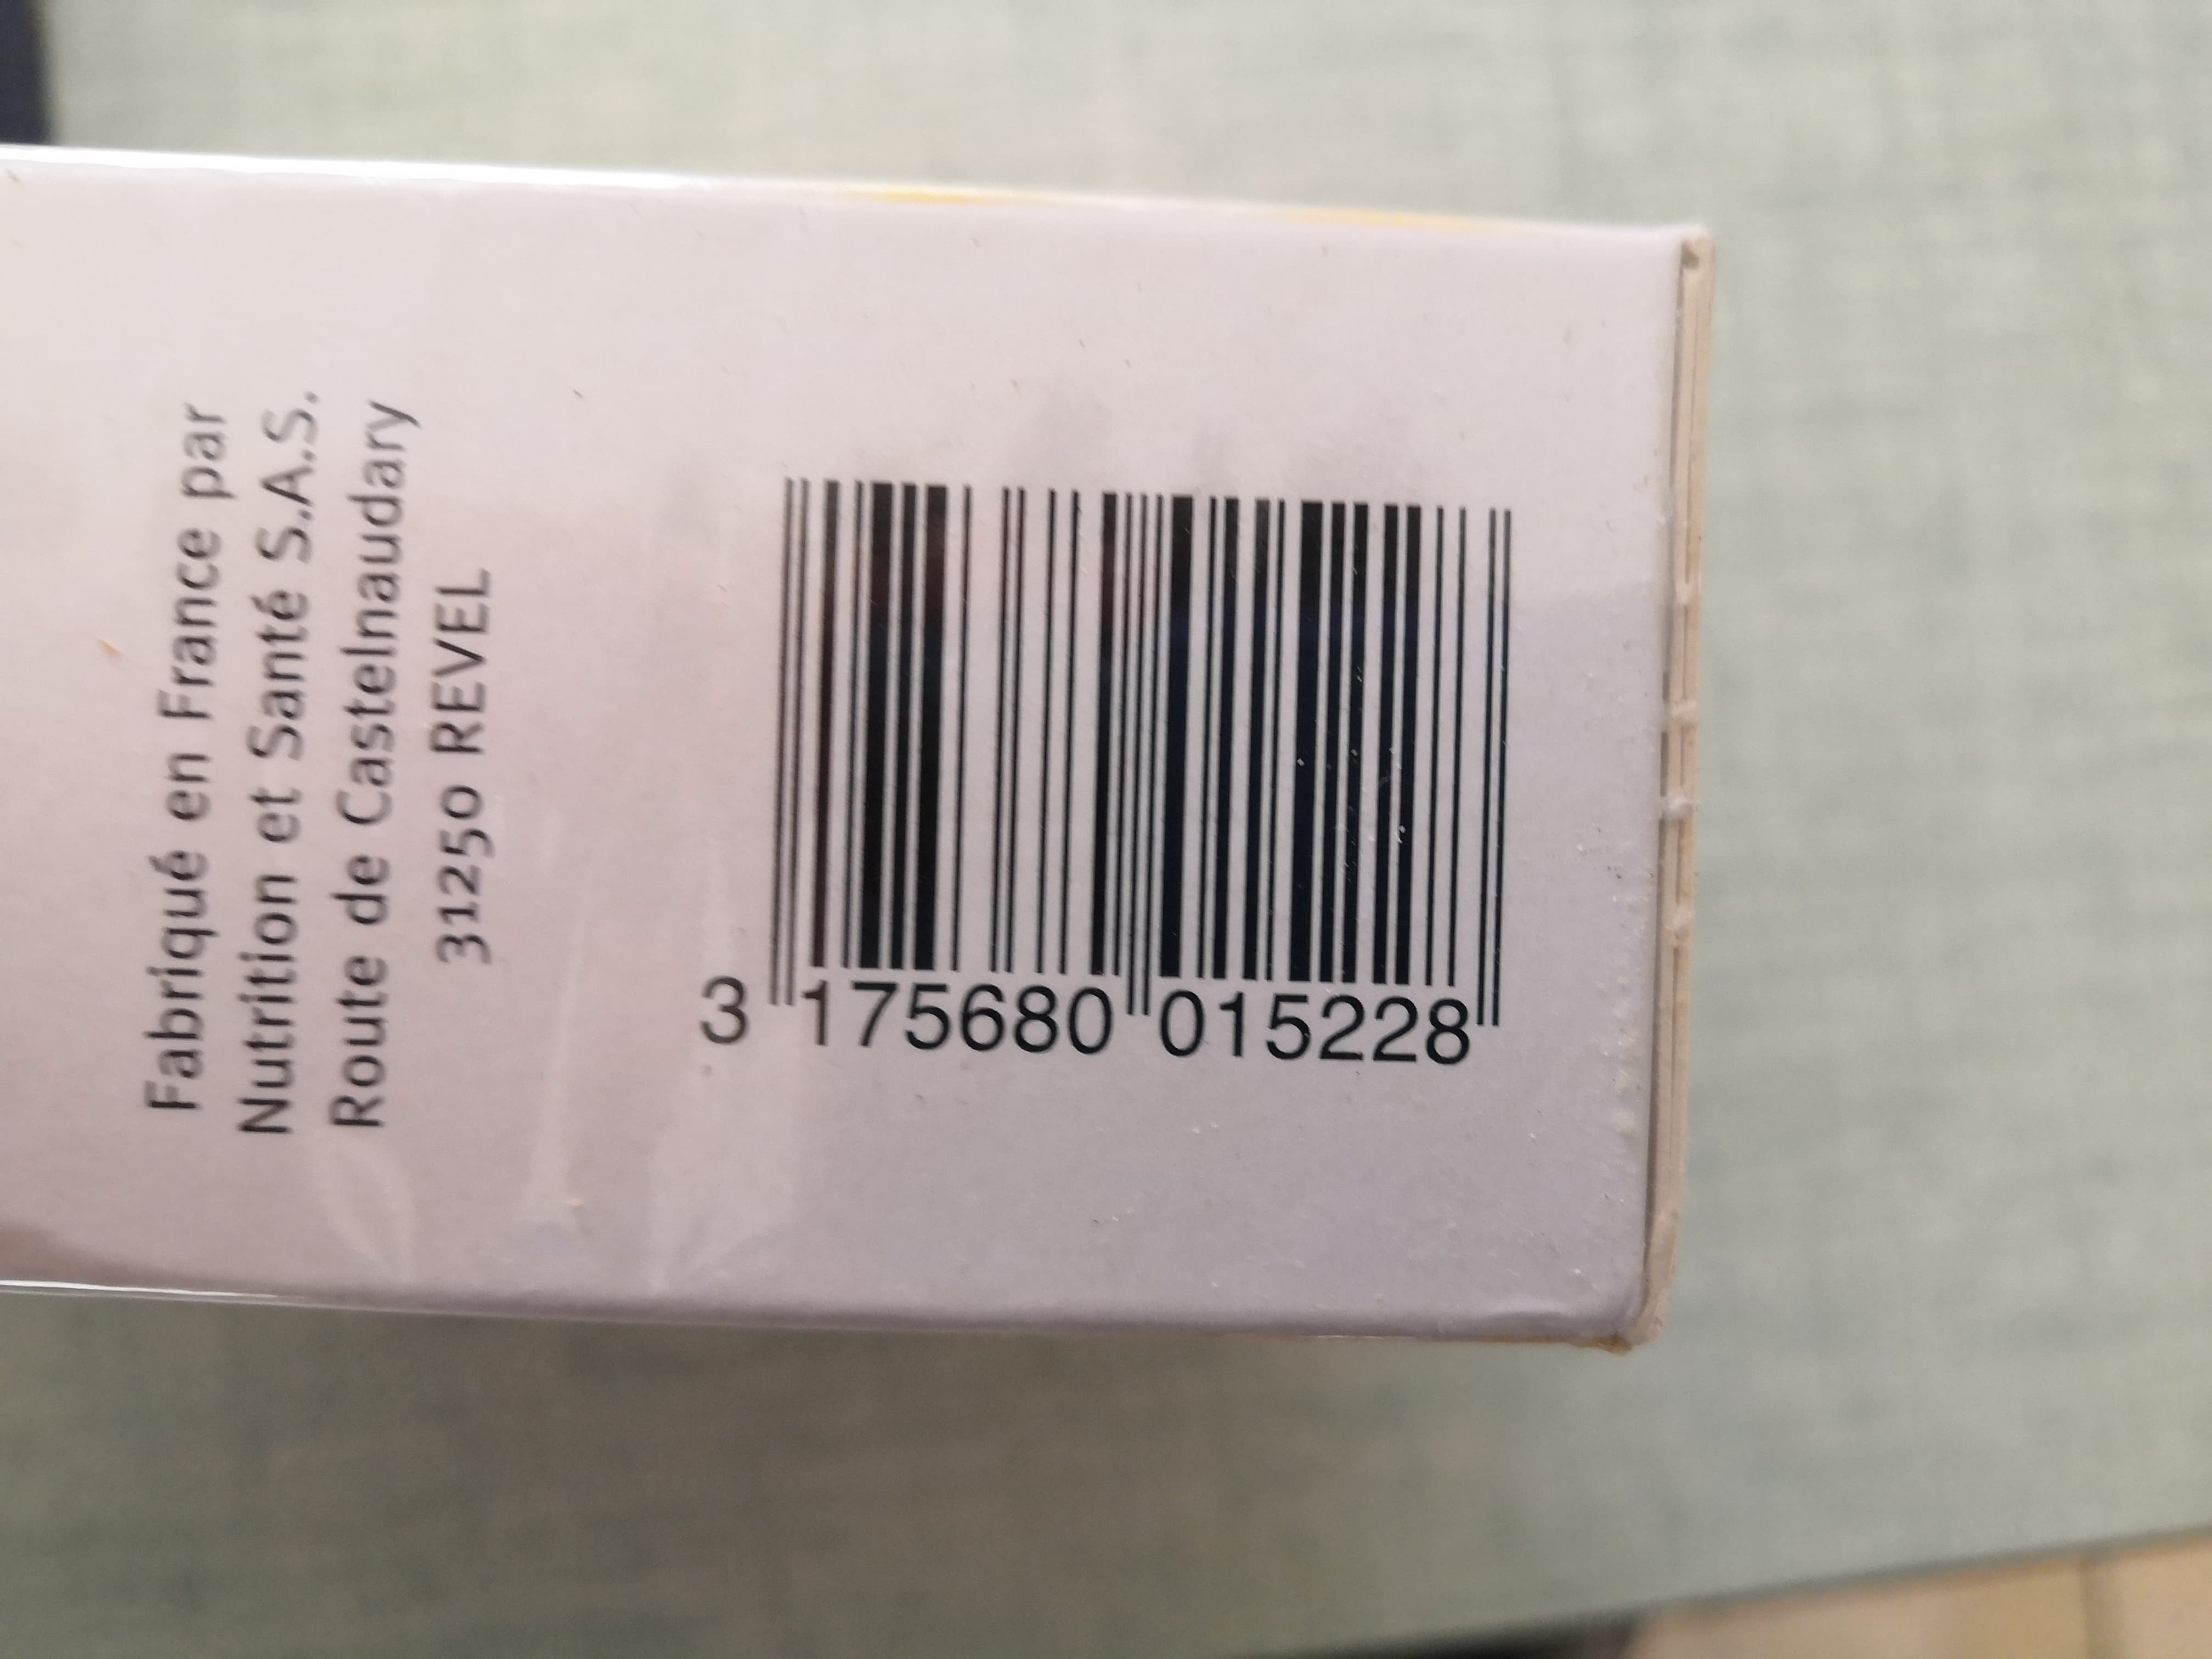 Fabriqué en France par
Nutrition et Santé S.A.S.
Route de Castelnaudary
31250 REVEL
3 175680 015228